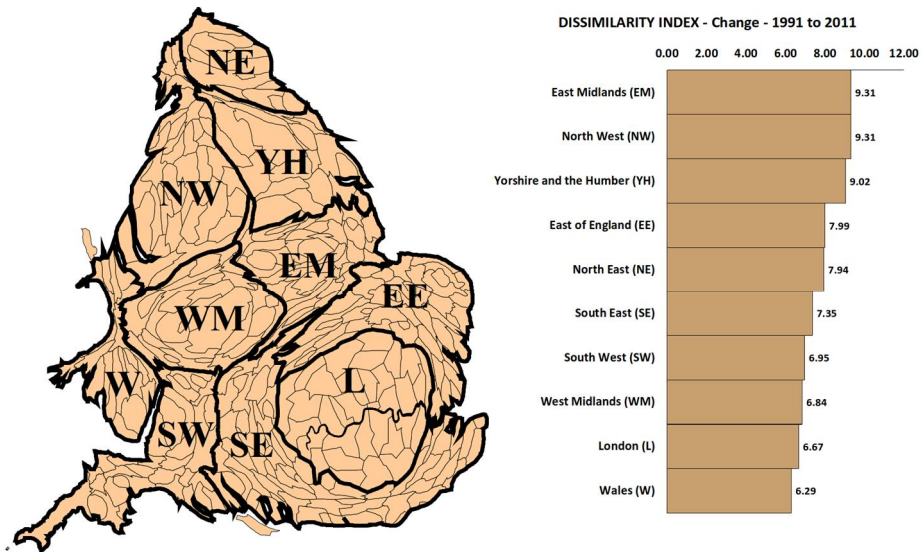 NE
YH
NW
EM
EE
WM
W
L
SW
SE
DISSIMILARITY INDEX - Change - 1991 to 2011
0.00 2.00 4.00 6.00 8.00 10.00 12.00
East Midlands (EM) 9.31
North West (NW) 9.31
Yorshire and the Humber (YH) 9.02
East of England (EE) 7.99
North East (NE) 7.94
South East (SE) 7.35
South West (SW) 6.95
West Midlands (WM) 6.84
London (L) 6.67
Wales (W) 6.29